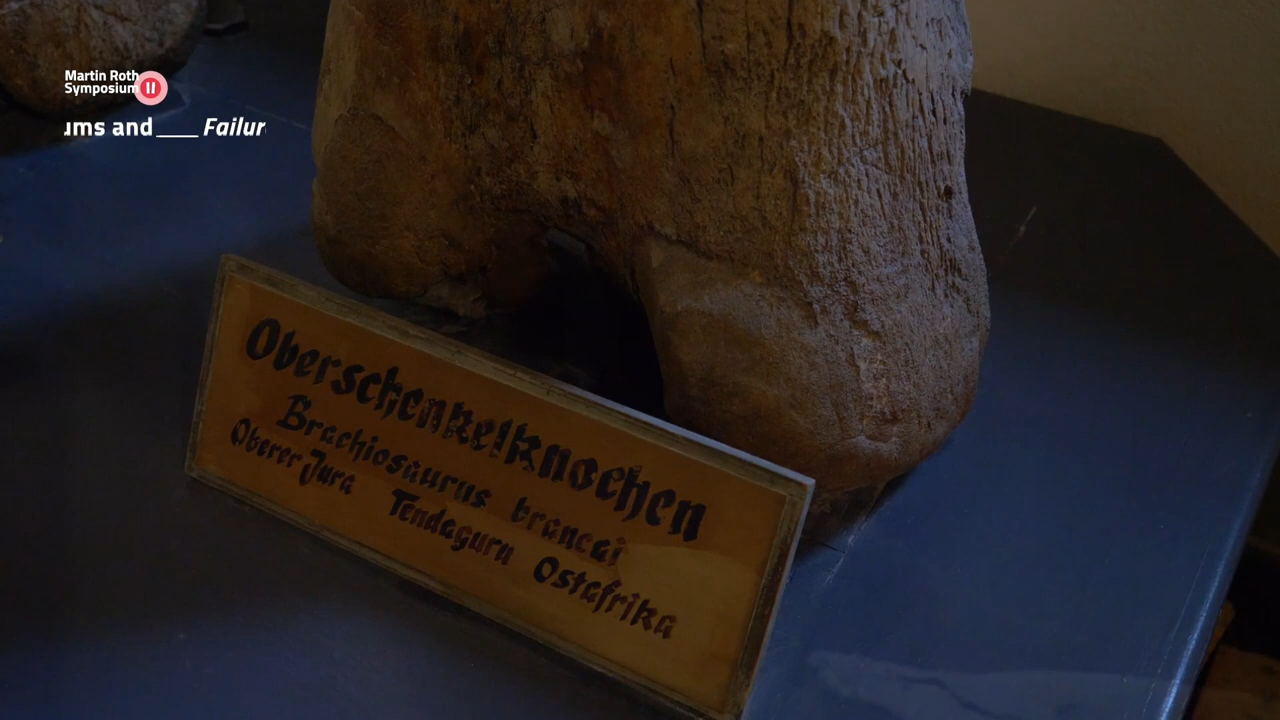 Martin Roth
Symposium
ums and ___ Failur
Oberschenkelknochen
Brachiosaurus brancai
Oberer Jura Tendaguru Ostafrika